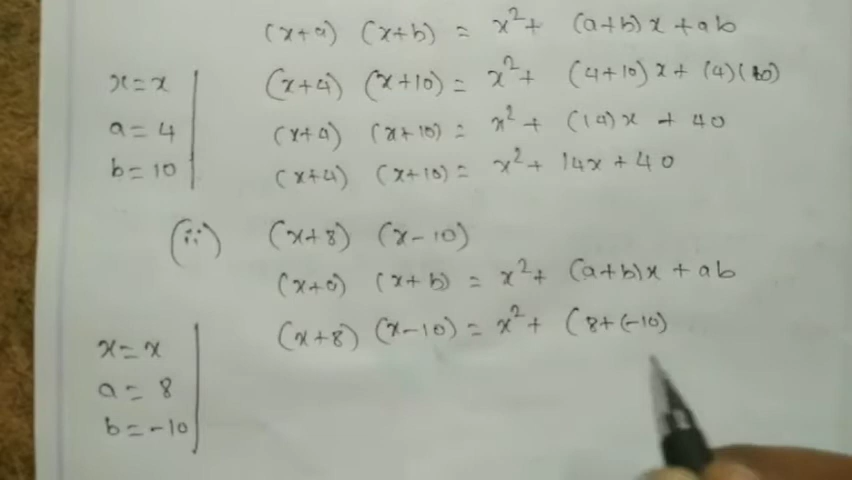 (x+a) (x+b) = x²+ (a+b)x+ab
x=x
(x+4) (x+10) = x²+ (4+10)x+(4)(10)
a=4
(x+4) (x+10) = x²+ (14)x + 40
b=10
(x+4) (x+10) = x²+ 14x+40
(ii) (x+8) (x-10)
(x+a) (x+b) = x²+ (a+b)x+ab
(x+8) (x-10) = x²+ (8+(-10)
x=x
a=8
b=-10